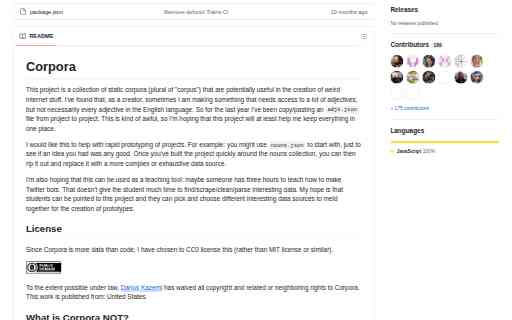 package.json Remove defunct Travis CI 10 months ago
Releases
No releases published
README
Contributors 186
Corpora
This project is a collection of static corpora (plural of "corpus") that are potentially useful in the creation of weird
internet stuff. I've found that, as a creator, sometimes I am making something that needs access to a lot of adjectives,
but not necessarily every adjective in the English language. So for the last year I've been copy/pasting an adjs.json
file from project to project. This is kind of awful, so I'm hoping that this project will at least help me keep everything in
one place.
+ 175 contributors
I would like this to help with rapid prototyping of projects. For example: you might use nouns.json to start with, just to
see if an idea you had was any good. Once you've built the project quickly around the nouns collection, you can then
rip it out and replace it with a more complex or exhaustive data source.
Languages
JavaScript 100%
I'm also hoping that this can be used as a teaching tool: maybe someone has three hours to teach how to make
Twitter bots. That doesn't give the student much time to find/scrape/clean/parse interesting data. My hope is that
students can be pointed to this project and they can pick and choose different interesting data sources to meld
together for the creation of prototypes.
License
Since Corpora is more data than code, I have chosen to CC0 license this (rather than MIT license or similar).
PUBLIC DOMAIN
To the extent possible under law, Darius Kazemi has waived all copyright and related or neighboring rights to Corpora.
This work is published from: United States.
What is Corpora NOT?